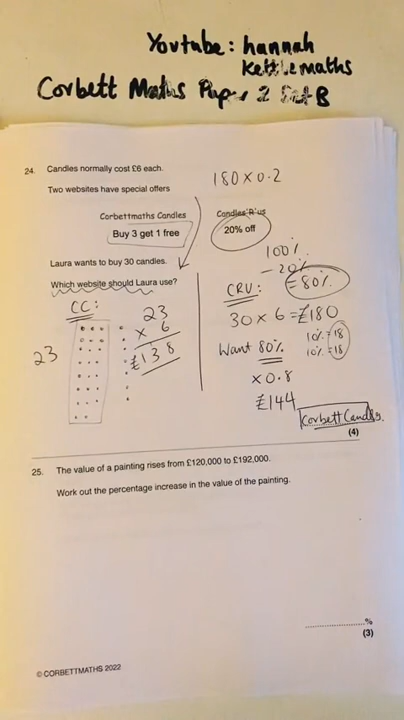 Youtube: hannah
Kettlemaths
Corbett Maths Paper 2 Set B
24. Candles normally cost £6 each.
Two websites have special offers
180 x 0.2
Corbettmaths Candles
Buy 3 get 1 free
Candles'R'us
20% off
100%
- 20%
= 80%
Laura wants to buy 30 candles.
Which website should Laura use?
CC:
23
23
x 6
£138
CRU:
30 x 6 = £180
10% = 18
10% = 18
Want 80%
x 0.8
£144
Corbett Candles.
(4)
25. The value of a painting rises from £120,000 to £192,000.
Work out the percentage increase in the value of the painting.
....................%
(3)
© CORBETTMATHS 2022